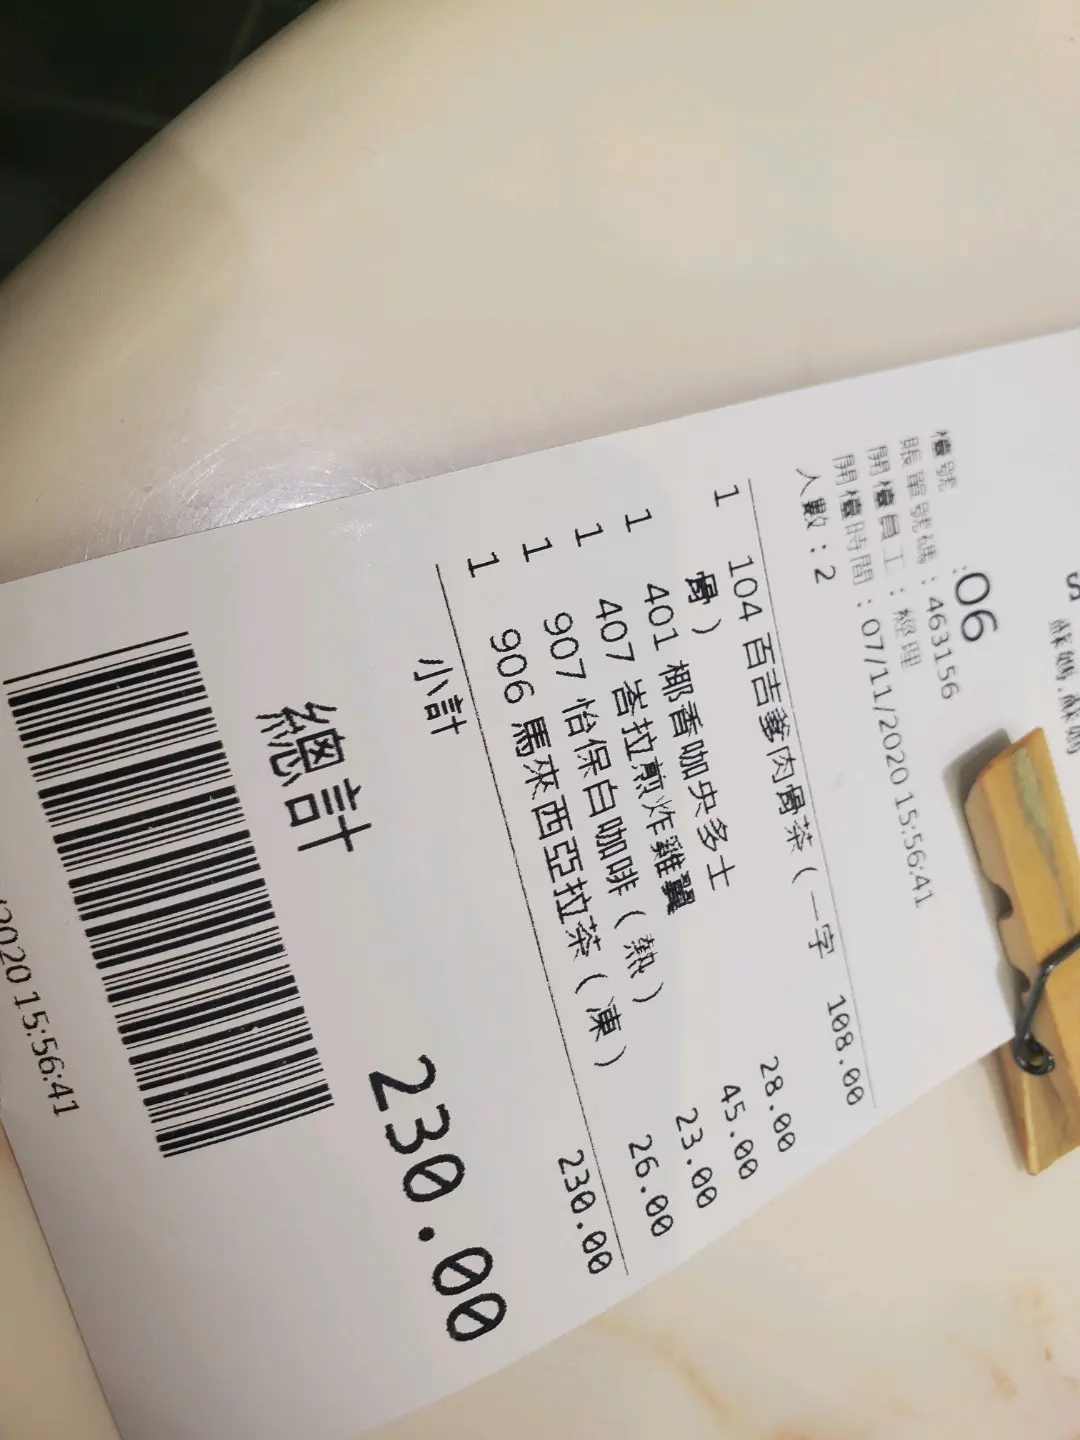 蘇媽.蘇媽
檯號 :06
賬單號碼：463156
開檯員工：經理
開檯時間：07/11/2020 15:56:41
人數：2
1 104 百吉爹肉骨茶（一字 108.00
骨）
1 401 椰香咖央多士 28.00
1 407 峇拉煎炸雞翼 45.00
1 907 怡保白咖啡（熱） 23.00
1 906 馬來西亞拉茶（凍） 26.00
小計 230.00
總計 230.00
/2020 15:56:41